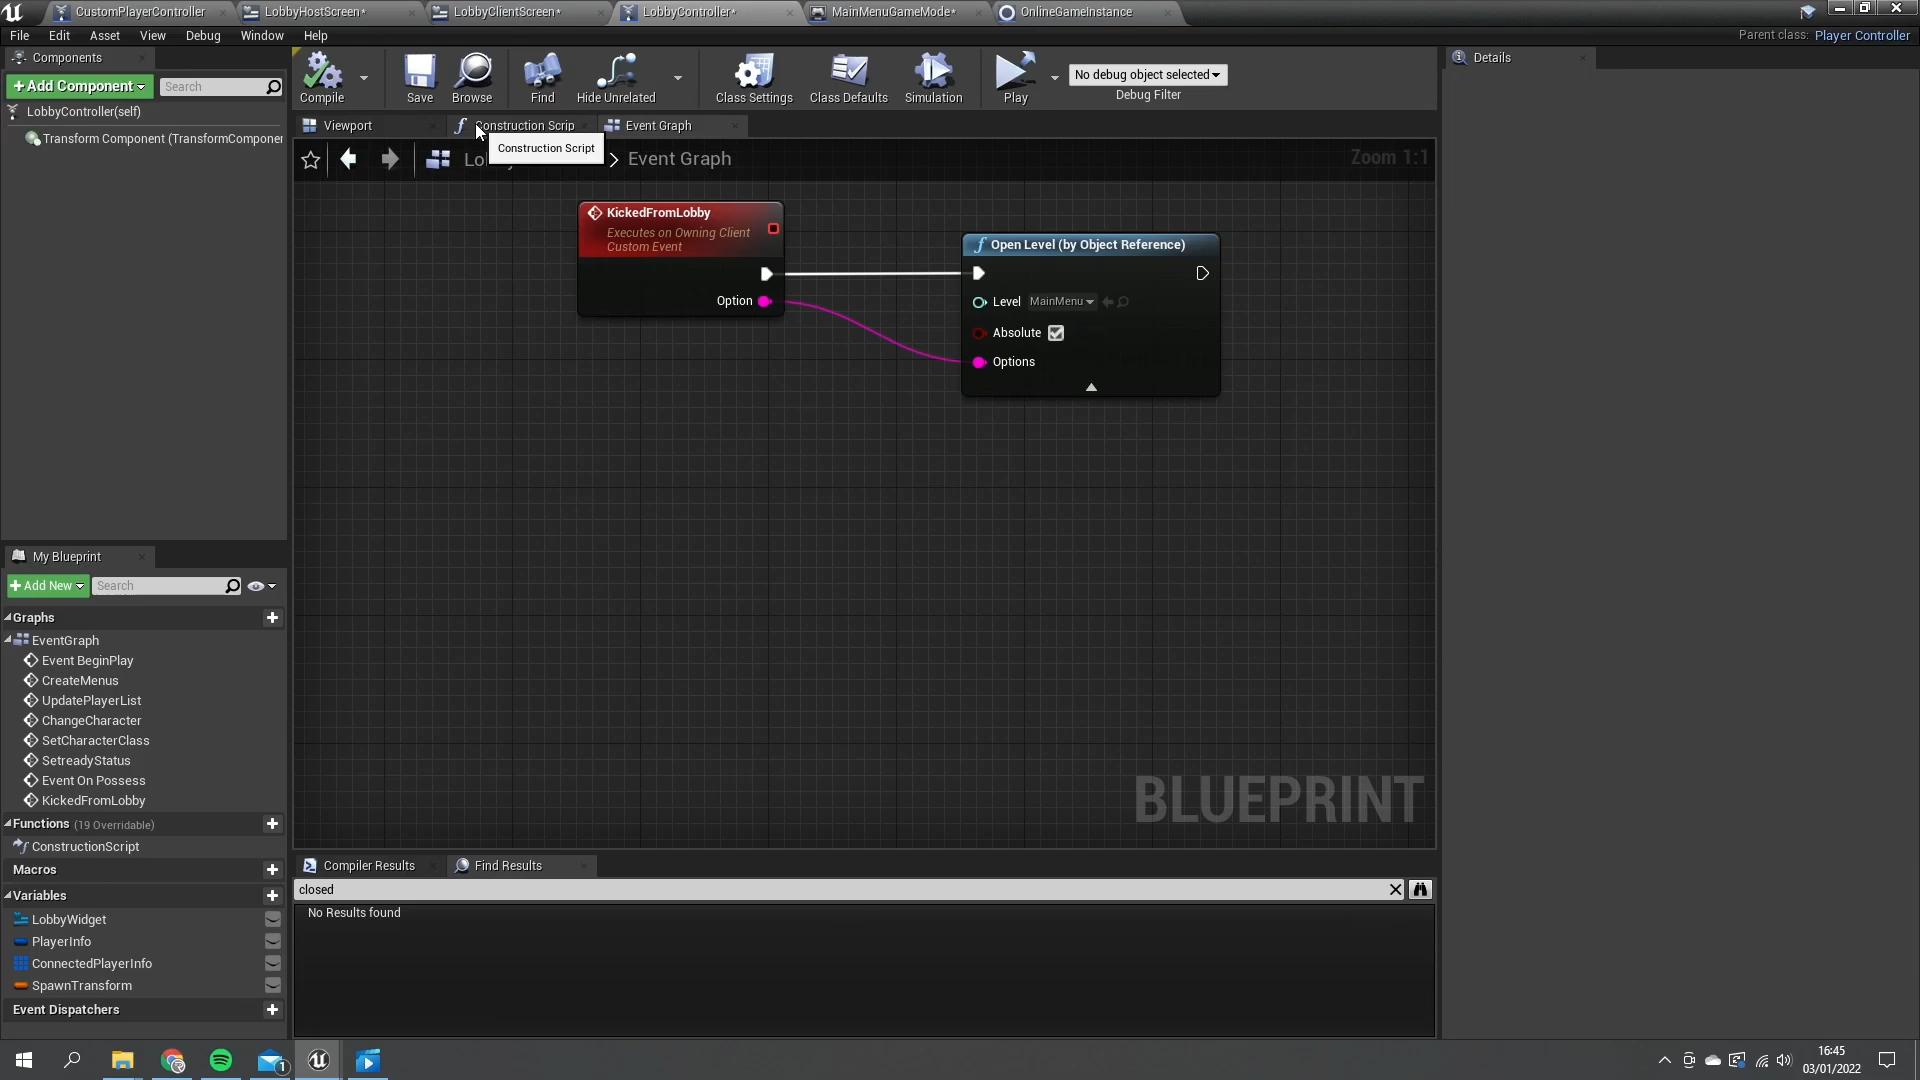 CustomPlayerController
LobbyHostScreen*
LobbyClientScreen*
LobbyController*
MainMenuGameMode*
OnlineGameInstance
File Edit Asset View Debug Window Help
Parent class: Player Controller
Components
+Add Component
Search
LobbyController(self)
Transform Component (TransformComponer
Compile
Save
Browse
Find
Hide Unrelated
Class Settings
Class Defaults
Simulation
Play
No debug object selected
Debug Filter
Details
Viewport
Construction Scrip
Event Graph
Construction Script
> Event Graph
Zoom 1:1
KickedFromLobby
Executes on Owning Client
Custom Event
Option
Open Level (by Object Reference)
Level MainMenu
Absolute
Options
BLUEPRINT
My Blueprint
+Add New
Search
Graphs
EventGraph
Event BeginPlay
CreateMenus
UpdatePlayerList
ChangeCharacter
SetCharacterClass
SetreadyStatus
Event On Possess
KickedFromLobby
Functions (19 Overridable)
ConstructionScript
Macros
Variables
LobbyWidget
PlayerInfo
ConnectedPlayerInfo
SpawnTransform
Event Dispatchers
Compiler Results
Find Results
closed
No Results found
1
16:45
03/01/2022